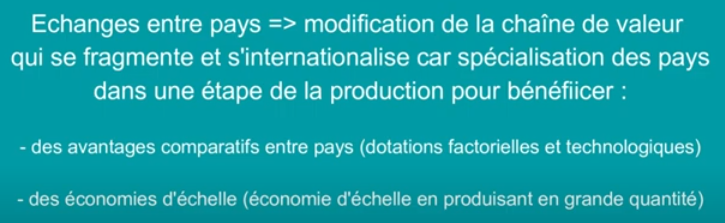 Echanges entre pays => modification de la chaîne de valeur
qui se fragmente et s'internationalise car spécialisation des pays
dans une étape de la production pour bénéfiicer :
- des avantages comparatifs entre pays (dotations factorielles et technologiques)
- des économies d'échelle (économie d'échelle en produisant en grande quantité)